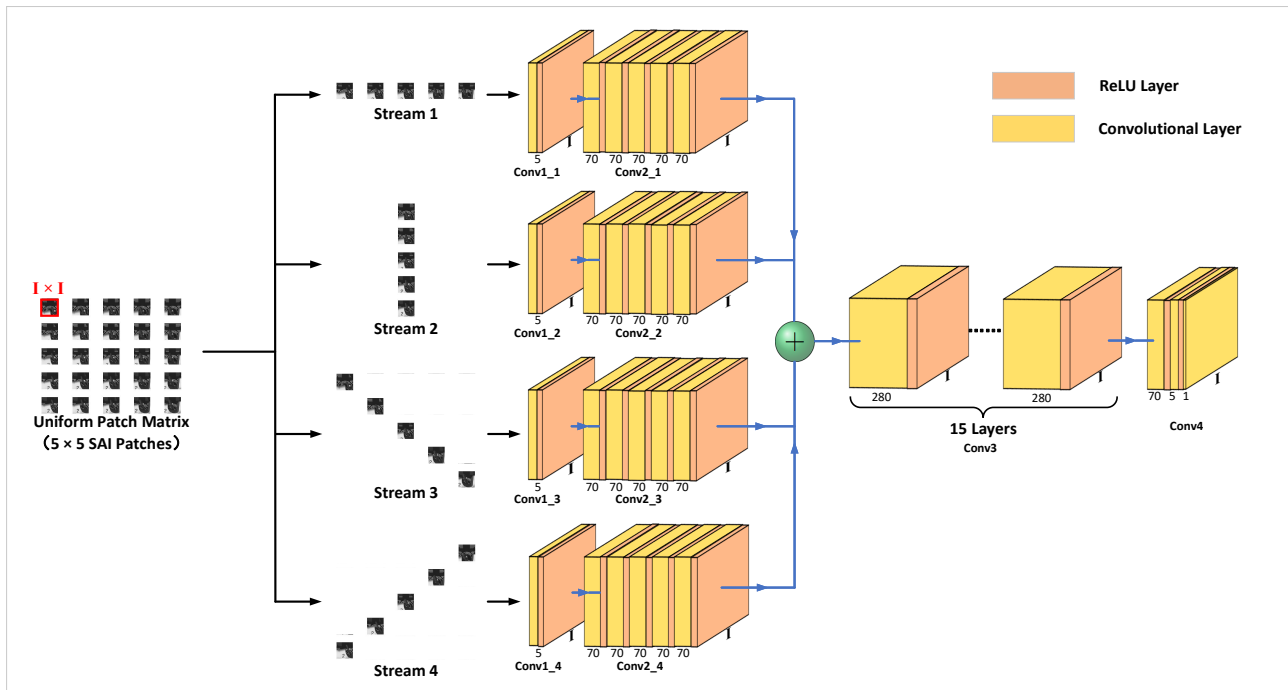 I × I
Uniform Patch Matrix
(5 × 5 SAI Patches)
Stream 1
5
Conv1_1
I
70 70 70 70 70
Conv2_1
I
Stream 2
5
Conv1_2
I
70 70 70 70 70
Conv2_2
I
Stream 3
5
Conv1_3
I
70 70 70 70 70
Conv2_3
I
Stream 4
5
Conv1_4
I
70 70 70 70 70
Conv2_4
I
+
280
I
280
I
15 Layers
Conv3
70 5 1
I
Conv4
ReLU Layer
Convolutional Layer